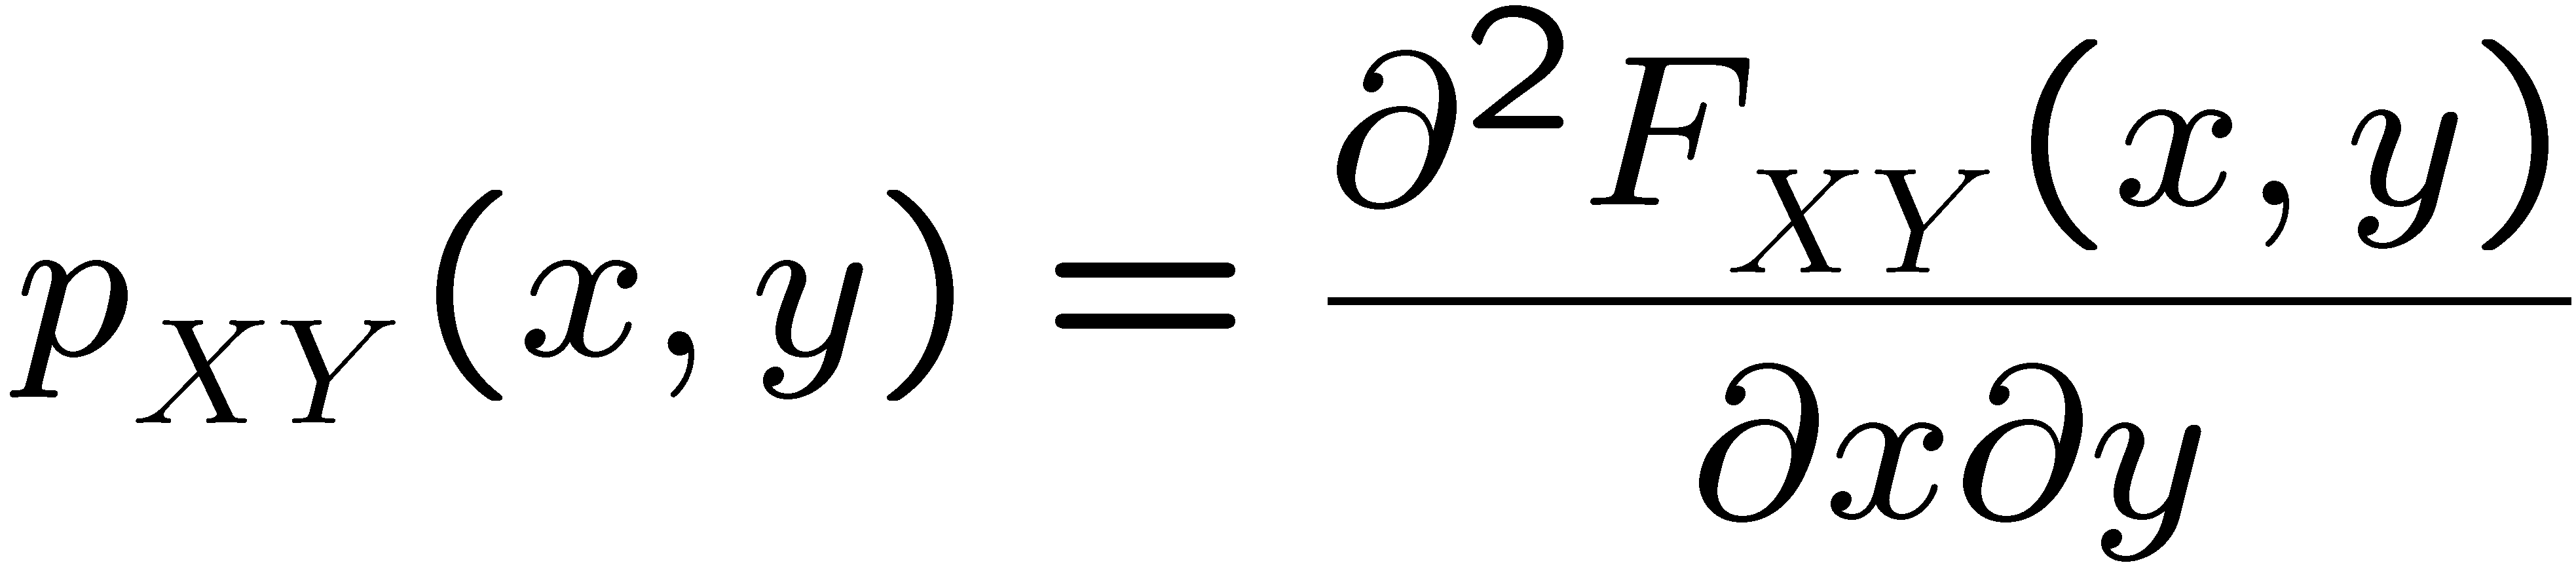 p_{XY}(x, y) = \frac{\partial^2 F_{XY}(x, y)}{\partial x \partial y}